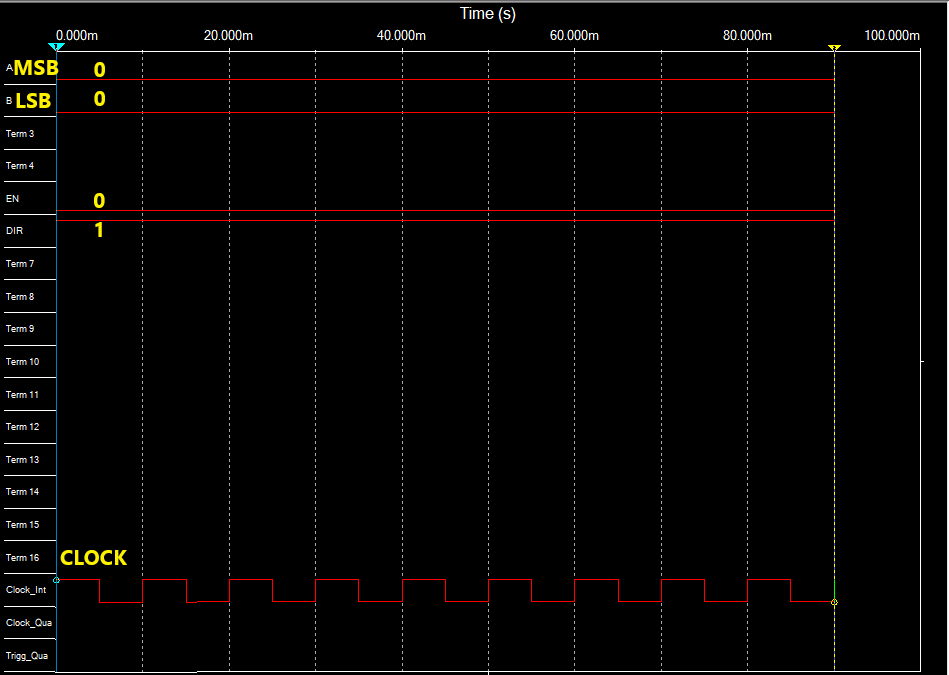 Time (s)
0.000m 20.000m 40.000m 60.000m 80.000m 100.000m
A MSB 0
B LSB 0
Term 3
Term 4
EN 0
DIR 1
Term 7
Term 8
Term 9
Term 10
Term 11
Term 12
Term 13
Term 14
Term 15
Term 16 CLOCK
Clock_Int
Clock_Qua
Trigg_Qua